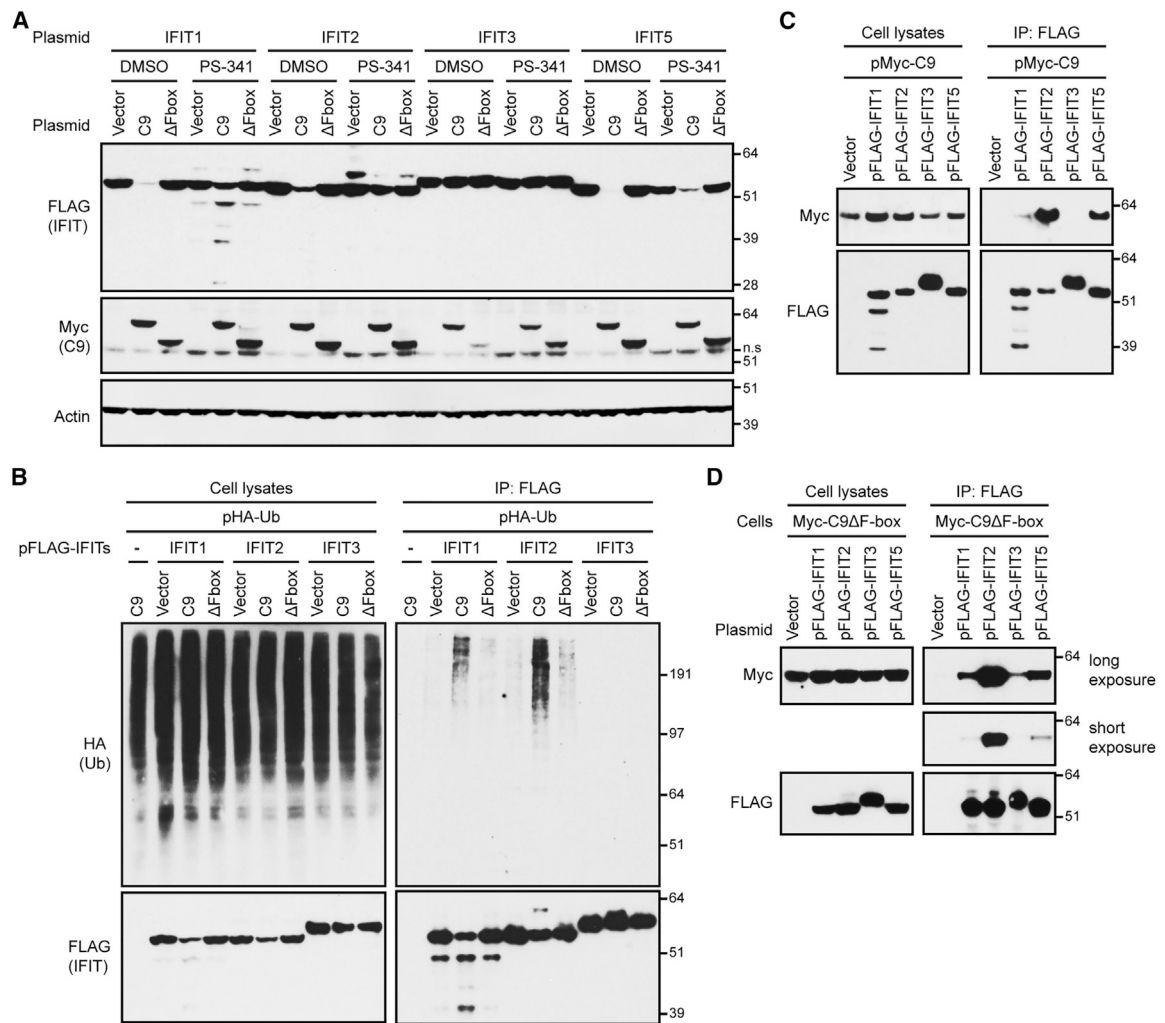 A
Plasmid IFIT1 IFIT2 IFIT3 IFIT5
DMSO PS-341 DMSO PS-341 DMSO PS-341 DMSO PS-341
Plasmid Vector C9 ΔFbox Vector C9 ΔFbox Vector C9 ΔFbox Vector C9 ΔFbox Vector C9 ΔFbox Vector C9 ΔFbox Vector C9 ΔFbox Vector C9 ΔFbox
FLAG
(IFIT)
64
51
39
28
Myc
(C9)
64
n.s
51
Actin
51
39
B
Cell lysates IP: FLAG
pHA-Ub pHA-Ub
pFLAG-IFITs - IFIT1 IFIT2 IFIT3 - IFIT1 IFIT2 IFIT3
C9 Vector C9 ΔFbox Vector C9 ΔFbox Vector C9 ΔFbox C9 Vector C9 ΔFbox Vector C9 ΔFbox Vector C9 ΔFbox
HA
(Ub)
191
97
64
51
FLAG
(IFIT)
64
51
39
C
Cell lysates IP: FLAG
pMyc-C9 pMyc-C9
Vector pFLAG-IFIT1 pFLAG-IFIT2 pFLAG-IFIT3 pFLAG-IFIT5 Vector pFLAG-IFIT1 pFLAG-IFIT2 pFLAG-IFIT3 pFLAG-IFIT5
Myc
64
FLAG
64
51
39
D
Cell lysates IP: FLAG
Cells Myc-C9ΔF-box Myc-C9ΔF-box
Plasmid Vector pFLAG-IFIT1 pFLAG-IFIT2 pFLAG-IFIT3 pFLAG-IFIT5 Vector pFLAG-IFIT1 pFLAG-IFIT2 pFLAG-IFIT3 pFLAG-IFIT5
Myc
64
long
exposure
64
short
exposure
FLAG
64
51